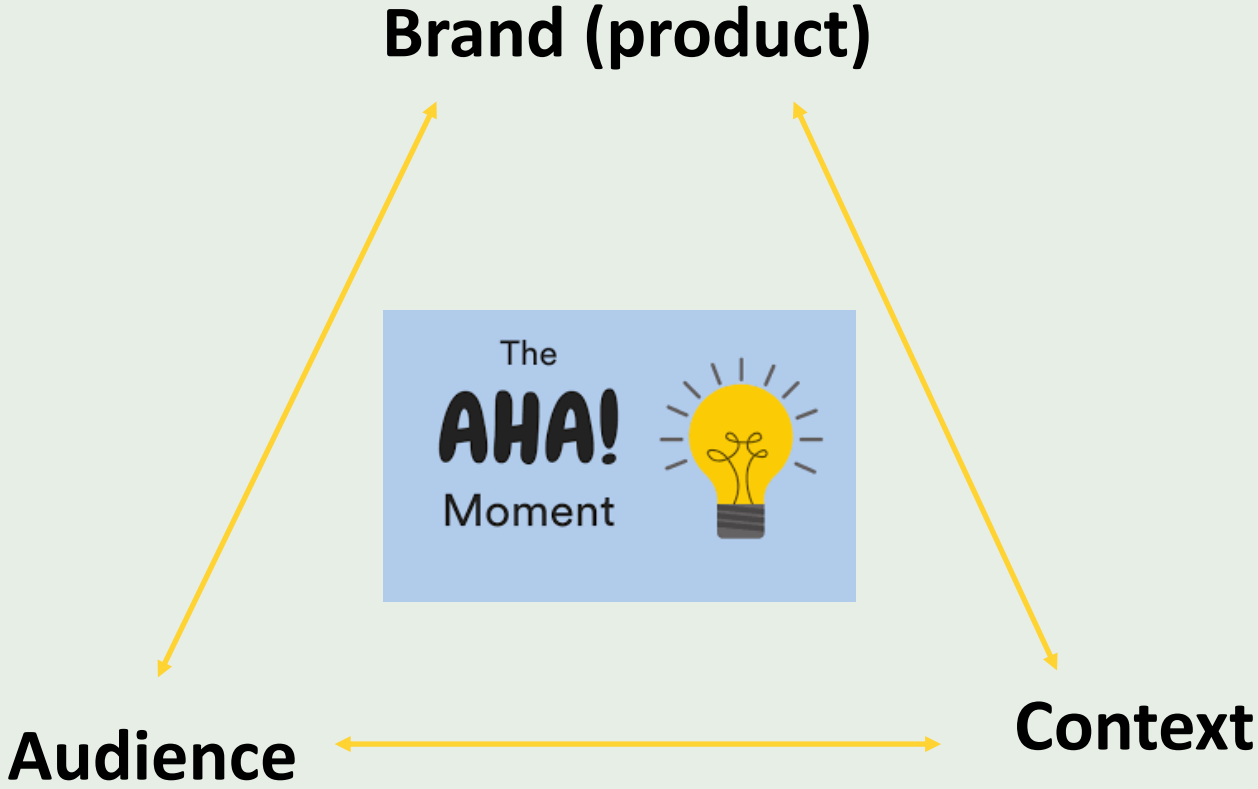 Brand (product)
The
AHA!
Moment
Audience
Context